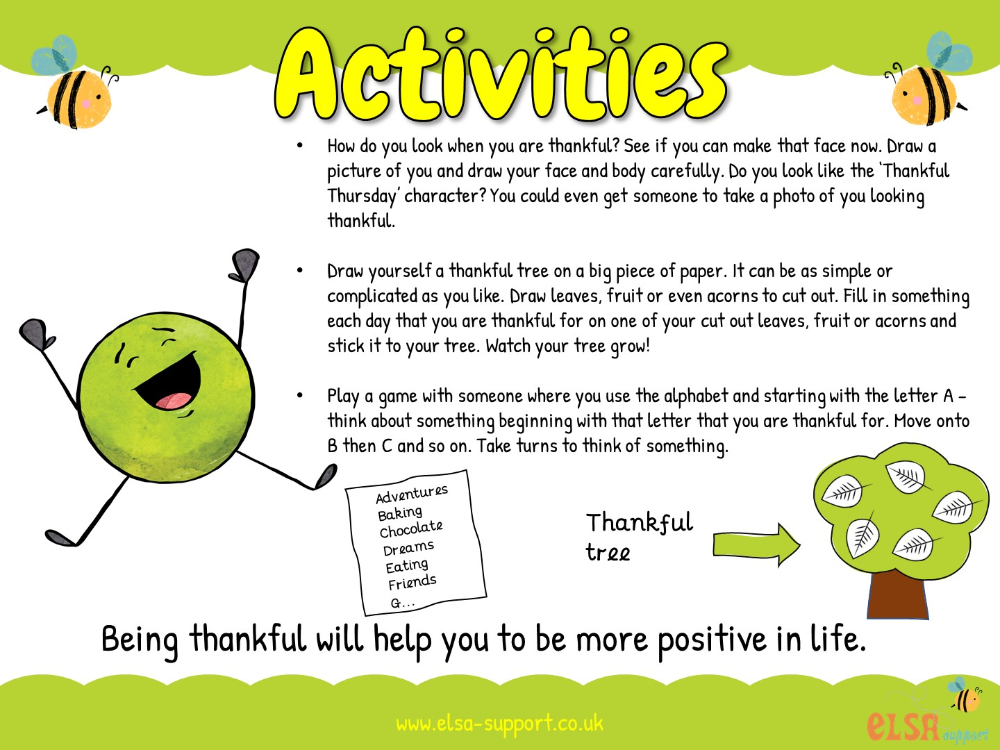 Activities
• How do you look when you are thankful? See if you can make that face now. Draw a
picture of you and draw your face and body carefully. Do you look like the ‘Thankful
Thursday’ character? You could even get someone to take a photo of you looking
thankful.
• Draw yourself a thankful tree on a big piece of paper. It can be as simple or
complicated as you like. Draw leaves, fruit or even acorns to cut out. Fill in something
each day that you are thankful for on one of your cut out leaves, fruit or acorns and
stick it to your tree. Watch your tree grow!
• Play a game with someone where you use the alphabet and starting with the letter A –
think about something beginning with that letter that you are thankful for. Move onto
B then C and so on. Take turns to think of something.
Adventures
Baking
Chocolate
Dreams
Eating
Friends
G...
Thankful
tree
Being thankful will help you to be more positive in life.
www.elsa-support.co.uk
ELSA
support